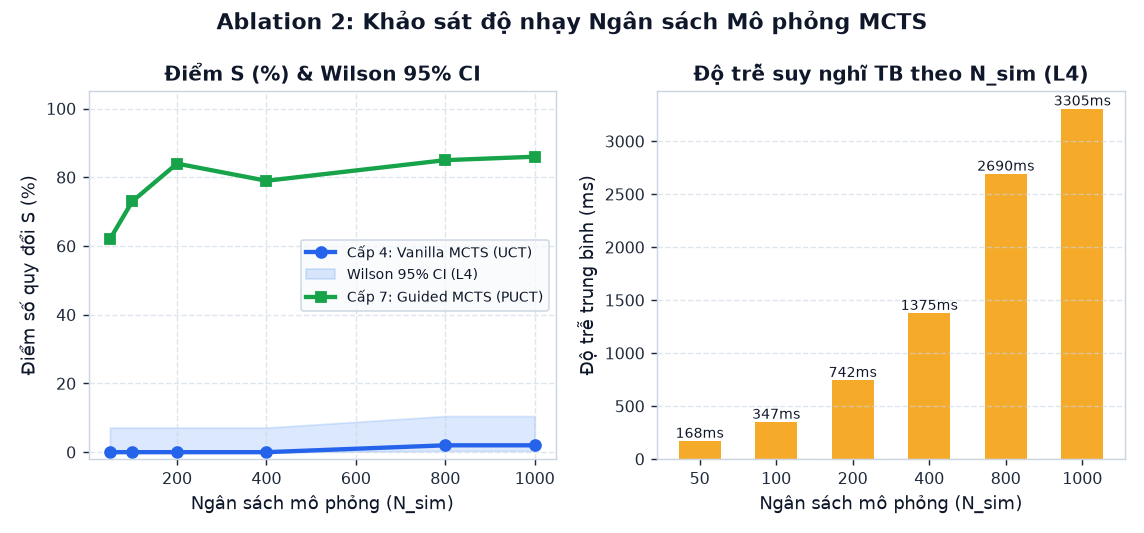 Ablation 2: Khảo sát độ nhạy Ngân sách Mô phỏng MCTS
Điểm S (%) & Wilson 95% CI
Điểm số quy đổi S (%)
100
80
60
40
20
0
Cấp 4: Vanilla MCTS (UCT)
Wilson 95% CI (L4)
Cấp 7: Guided MCTS (PUCT)
200
400
600
800
1000
Ngân sách mô phỏng (N_sim)
Độ trễ suy nghĩ TB theo N_sim (L4)
Độ trễ trung bình (ms)
3000
2500
2000
1500
1000
500
0
168ms
347ms
742ms
1375ms
2690ms
3305ms
50
100
200
400
800
1000
Ngân sách mô phỏng (N_sim)